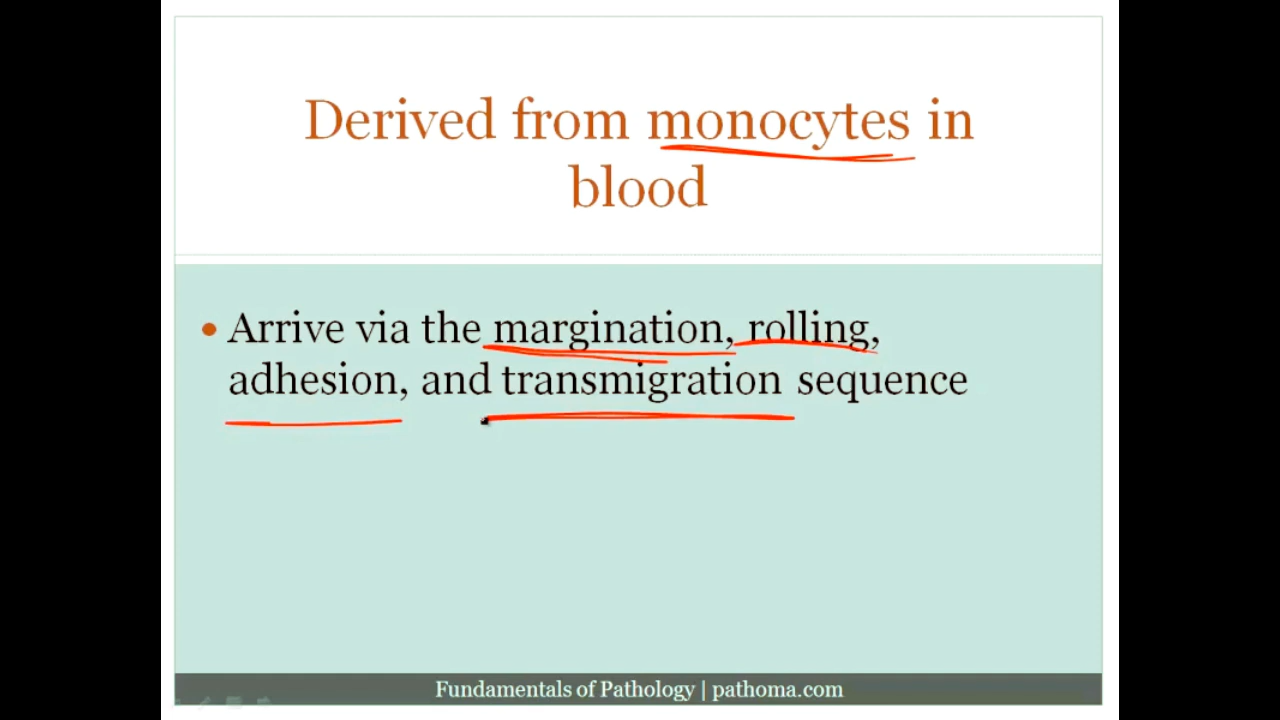 Derived from monocytes in
blood
• Arrive via the margination, rolling,
adhesion, and transmigration sequence
Fundamentals of Pathology | pathoma.com